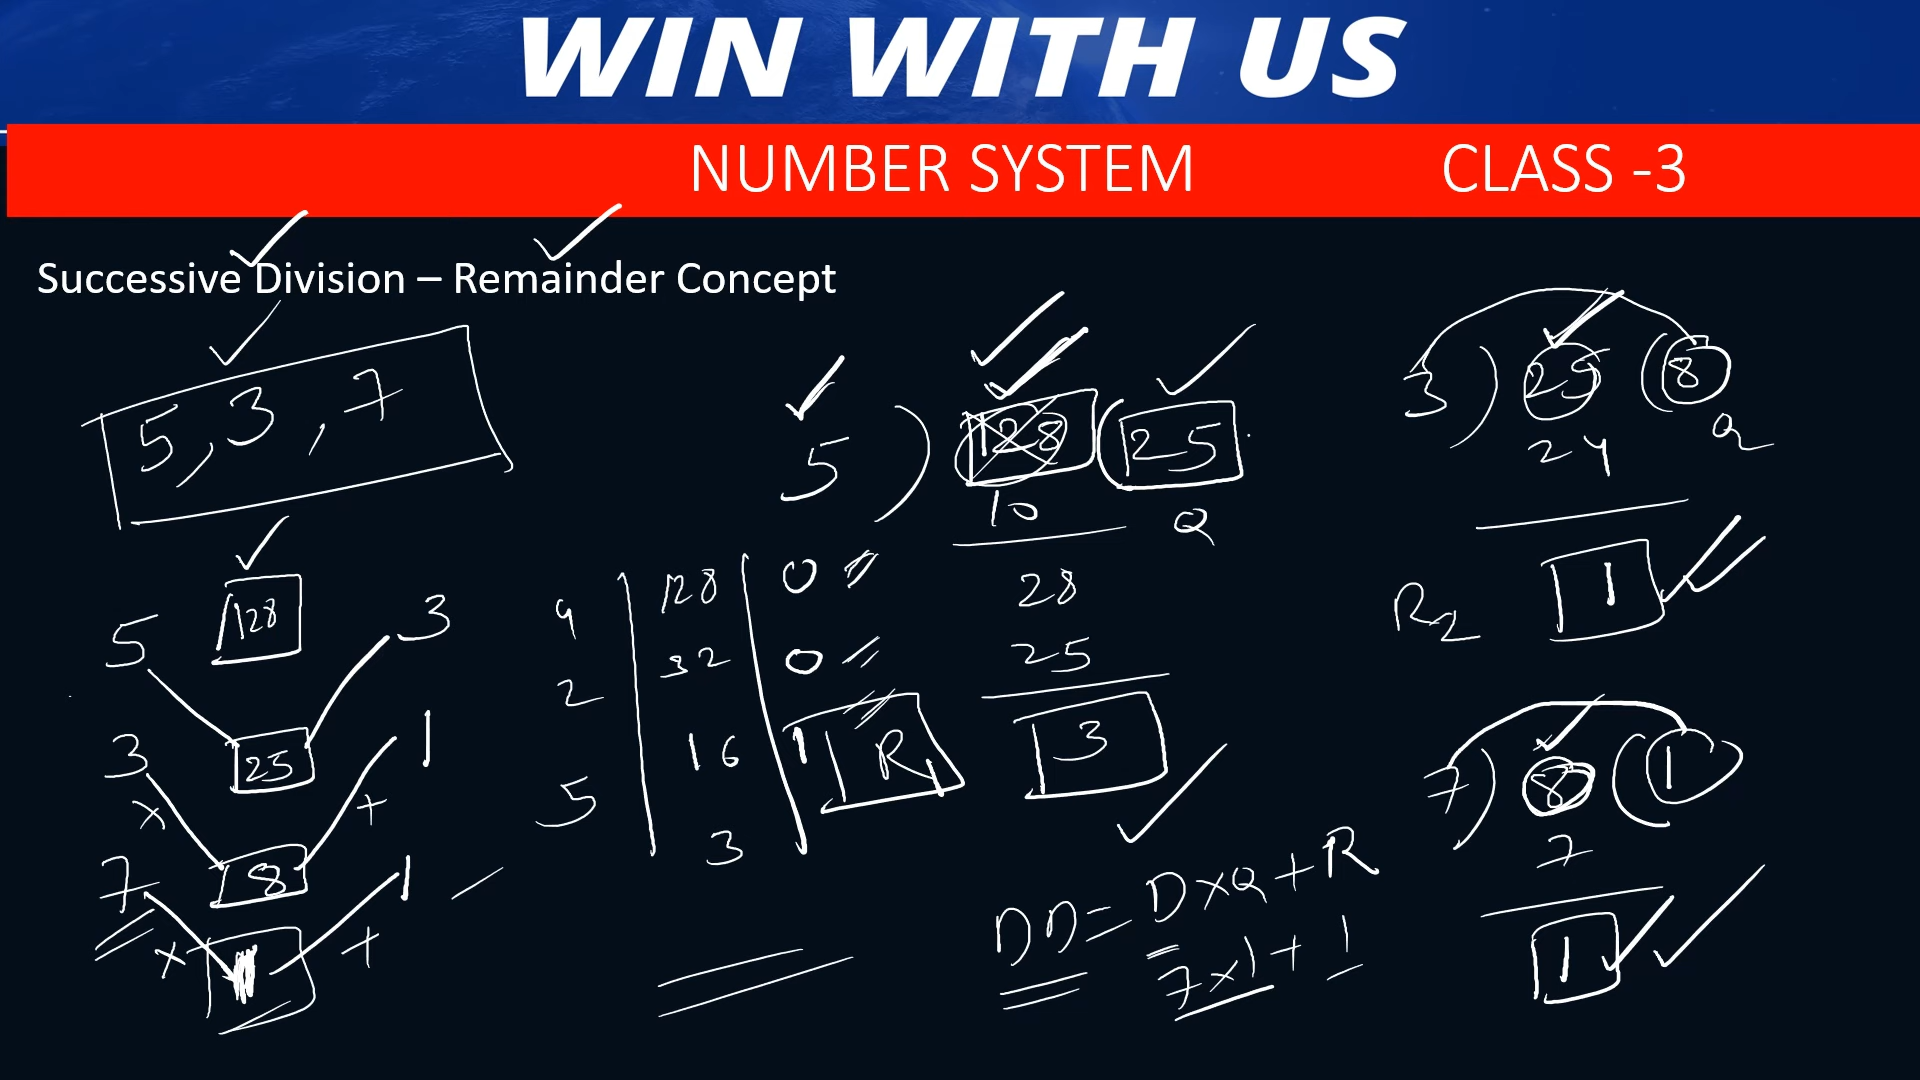 WIN WITH US
NUMBER SYSTEM CLASS -3
Successive Division – Remainder Concept
5, 3, 7
5 ) 128 ( 25
10 Q
28
25
3
R1
3 ) 25 ( 8
24 Q
R2 1
7 ) 8 ( 1
7
1
128
5 3
25
3 1
x +
8
7 1
x +
1
4 128 0
2 32 0
5 16 1
3
DD = D x Q + R
7 x 1 + 1